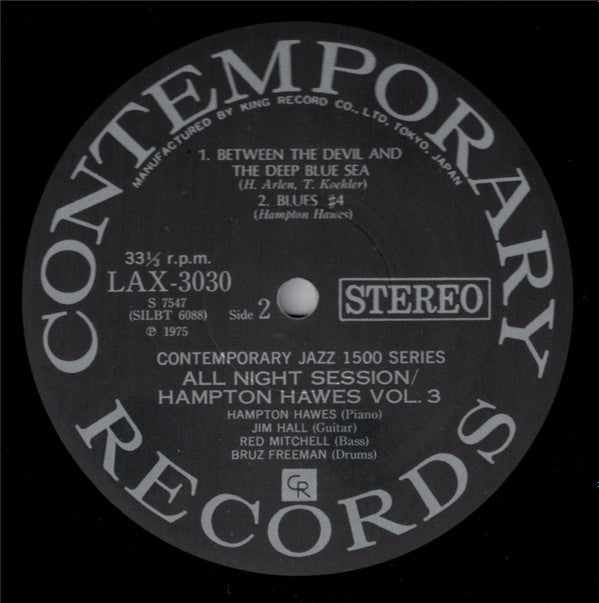 CONTEMPORARY
MANUFACTURED BY KING RECORD CO., LTD, TOKYO, JAPAN
1. BETWEEN THE DEVIL AND
THE DEEP BLUE SEA
(H. Arlen, T. Koehler)
2. BLUES #4
(Hampton Hawes)
33⅓ r.p.m.
LAX-3030
S 7547
(SILBT 6088)
Ⓟ 1975
Side 2
STEREO
CONTEMPORARY JAZZ 1500 SERIES
ALL NIGHT SESSION/
HAMPTON HAWES VOL. 3
HAMPTON HAWES (Piano)
JIM HALL (Guitar)
RED MITCHELL (Bass)
BRUZ FREEMAN (Drums)
CR
RECORDS